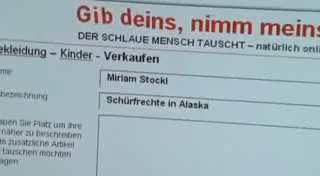 Gib deins, nimm meins
DER SCHLAUE MENSCH TAUSCHT – natürlich onli
ekleidung – Kinder - Verkaufen
me
Miriam Stockl
bezeichnung
Schürfrechte in Alaska
aben Sie Platz um Ihre
näher zu beschreiben
m zusätzliche Artikel
tauschen möchten
agen